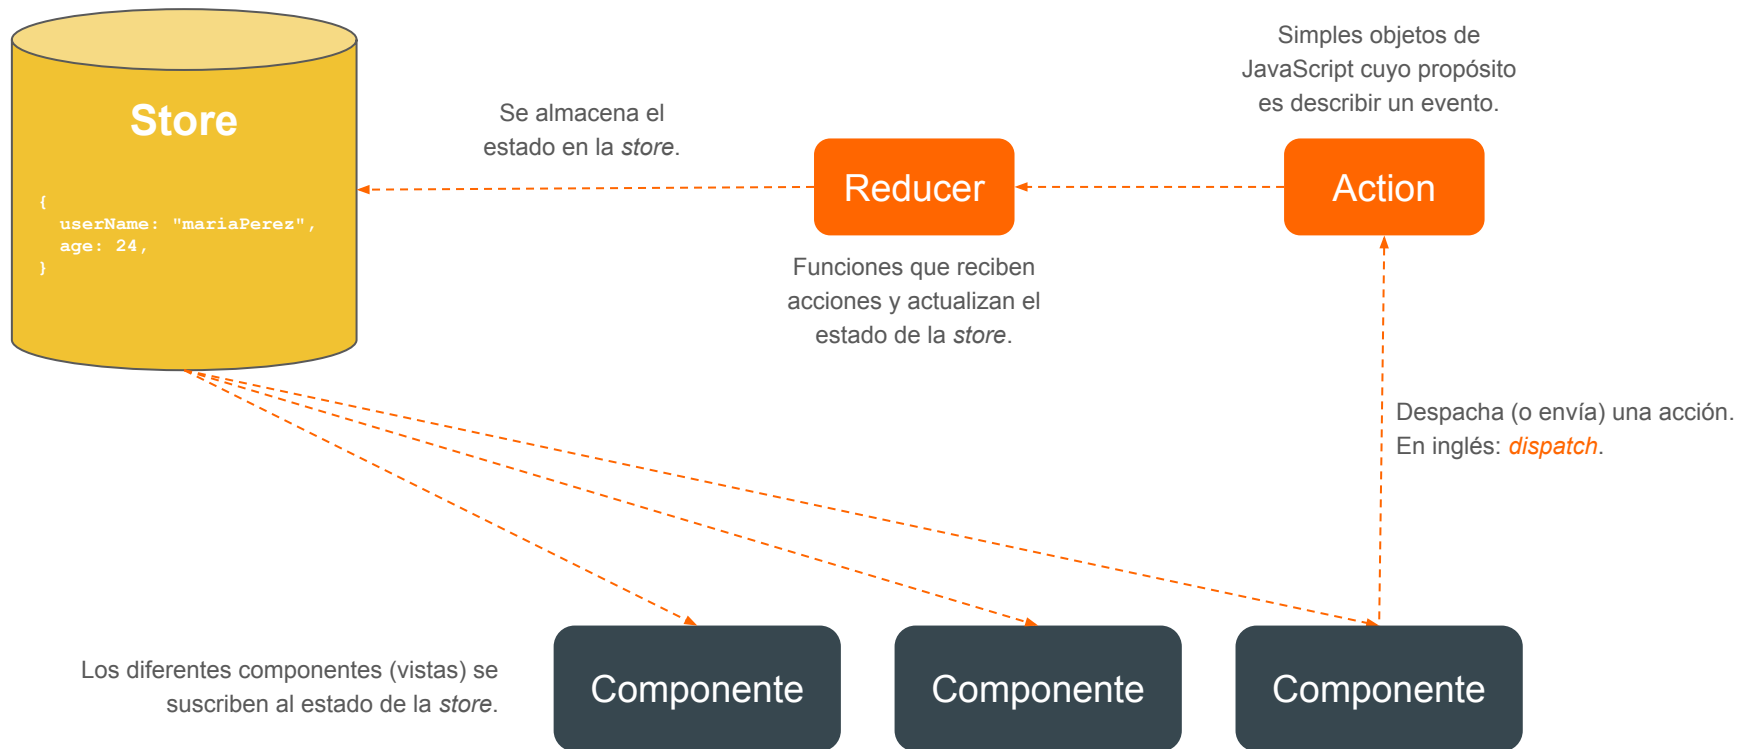 Store
{
  userName: "mariaPerez",
  age: 24,
}
Se almacena el
estado en la store.
Reducer
Funciones que reciben
acciones y actualizan el
estado de la store.
Simples objetos de
JavaScript cuyo propósito
es describir un evento.
Action
Despacha (o envía) una acción.
En inglés: dispatch.
Los diferentes componentes (vistas) se
suscriben al estado de la store.
Componente
Componente
Componente